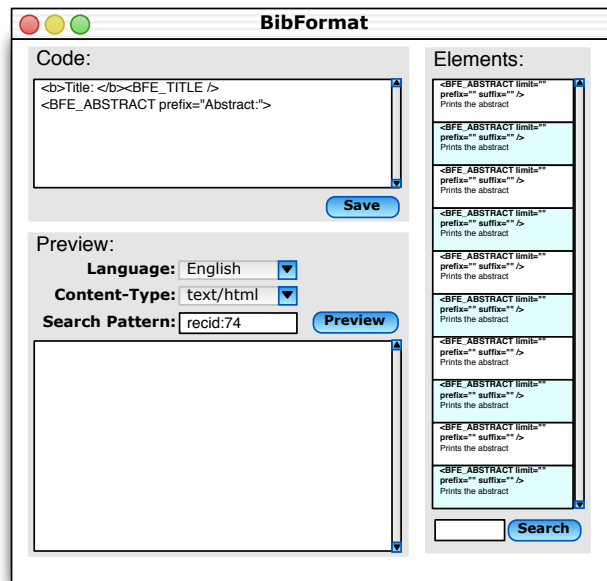 BibFormat
Code:
<b>Title: </b><BFE_TITLE />
<BFE_ABSTRACT prefix="Abstract:">
Save
Preview:
Language: English
Content-Type: text/html
Search Pattern: recid:74 Preview
Elements:
<BFE_ABSTRACT limit=""
prefix="" suffix="" />
Prints the abstract
<BFE_ABSTRACT limit=""
prefix="" suffix="" />
Prints the abstract
<BFE_ABSTRACT limit=""
prefix="" suffix="" />
Prints the abstract
<BFE_ABSTRACT limit=""
prefix="" suffix="" />
Prints the abstract
<BFE_ABSTRACT limit=""
prefix="" suffix="" />
Prints the abstract
<BFE_ABSTRACT limit=""
prefix="" suffix="" />
Prints the abstract
<BFE_ABSTRACT limit=""
prefix="" suffix="" />
Prints the abstract
<BFE_ABSTRACT limit=""
prefix="" suffix="" />
Prints the abstract
<BFE_ABSTRACT limit=""
prefix="" suffix="" />
Prints the abstract
<BFE_ABSTRACT limit=""
prefix="" suffix="" />
Prints the abstract
Search